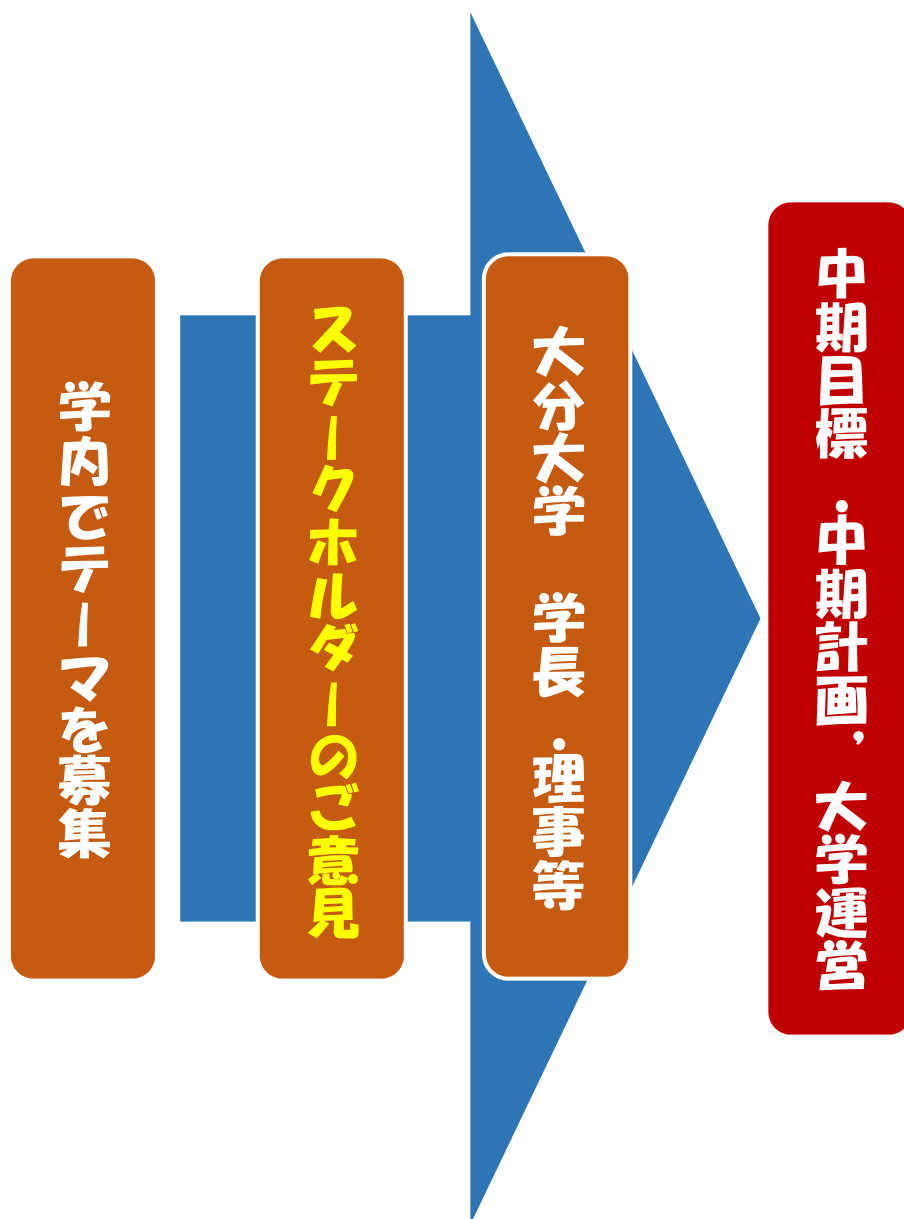 学内でテーマを募集
ステークホルダーのご意見
大分大学　学長・理事等
中期目標・中期計画，大学運営